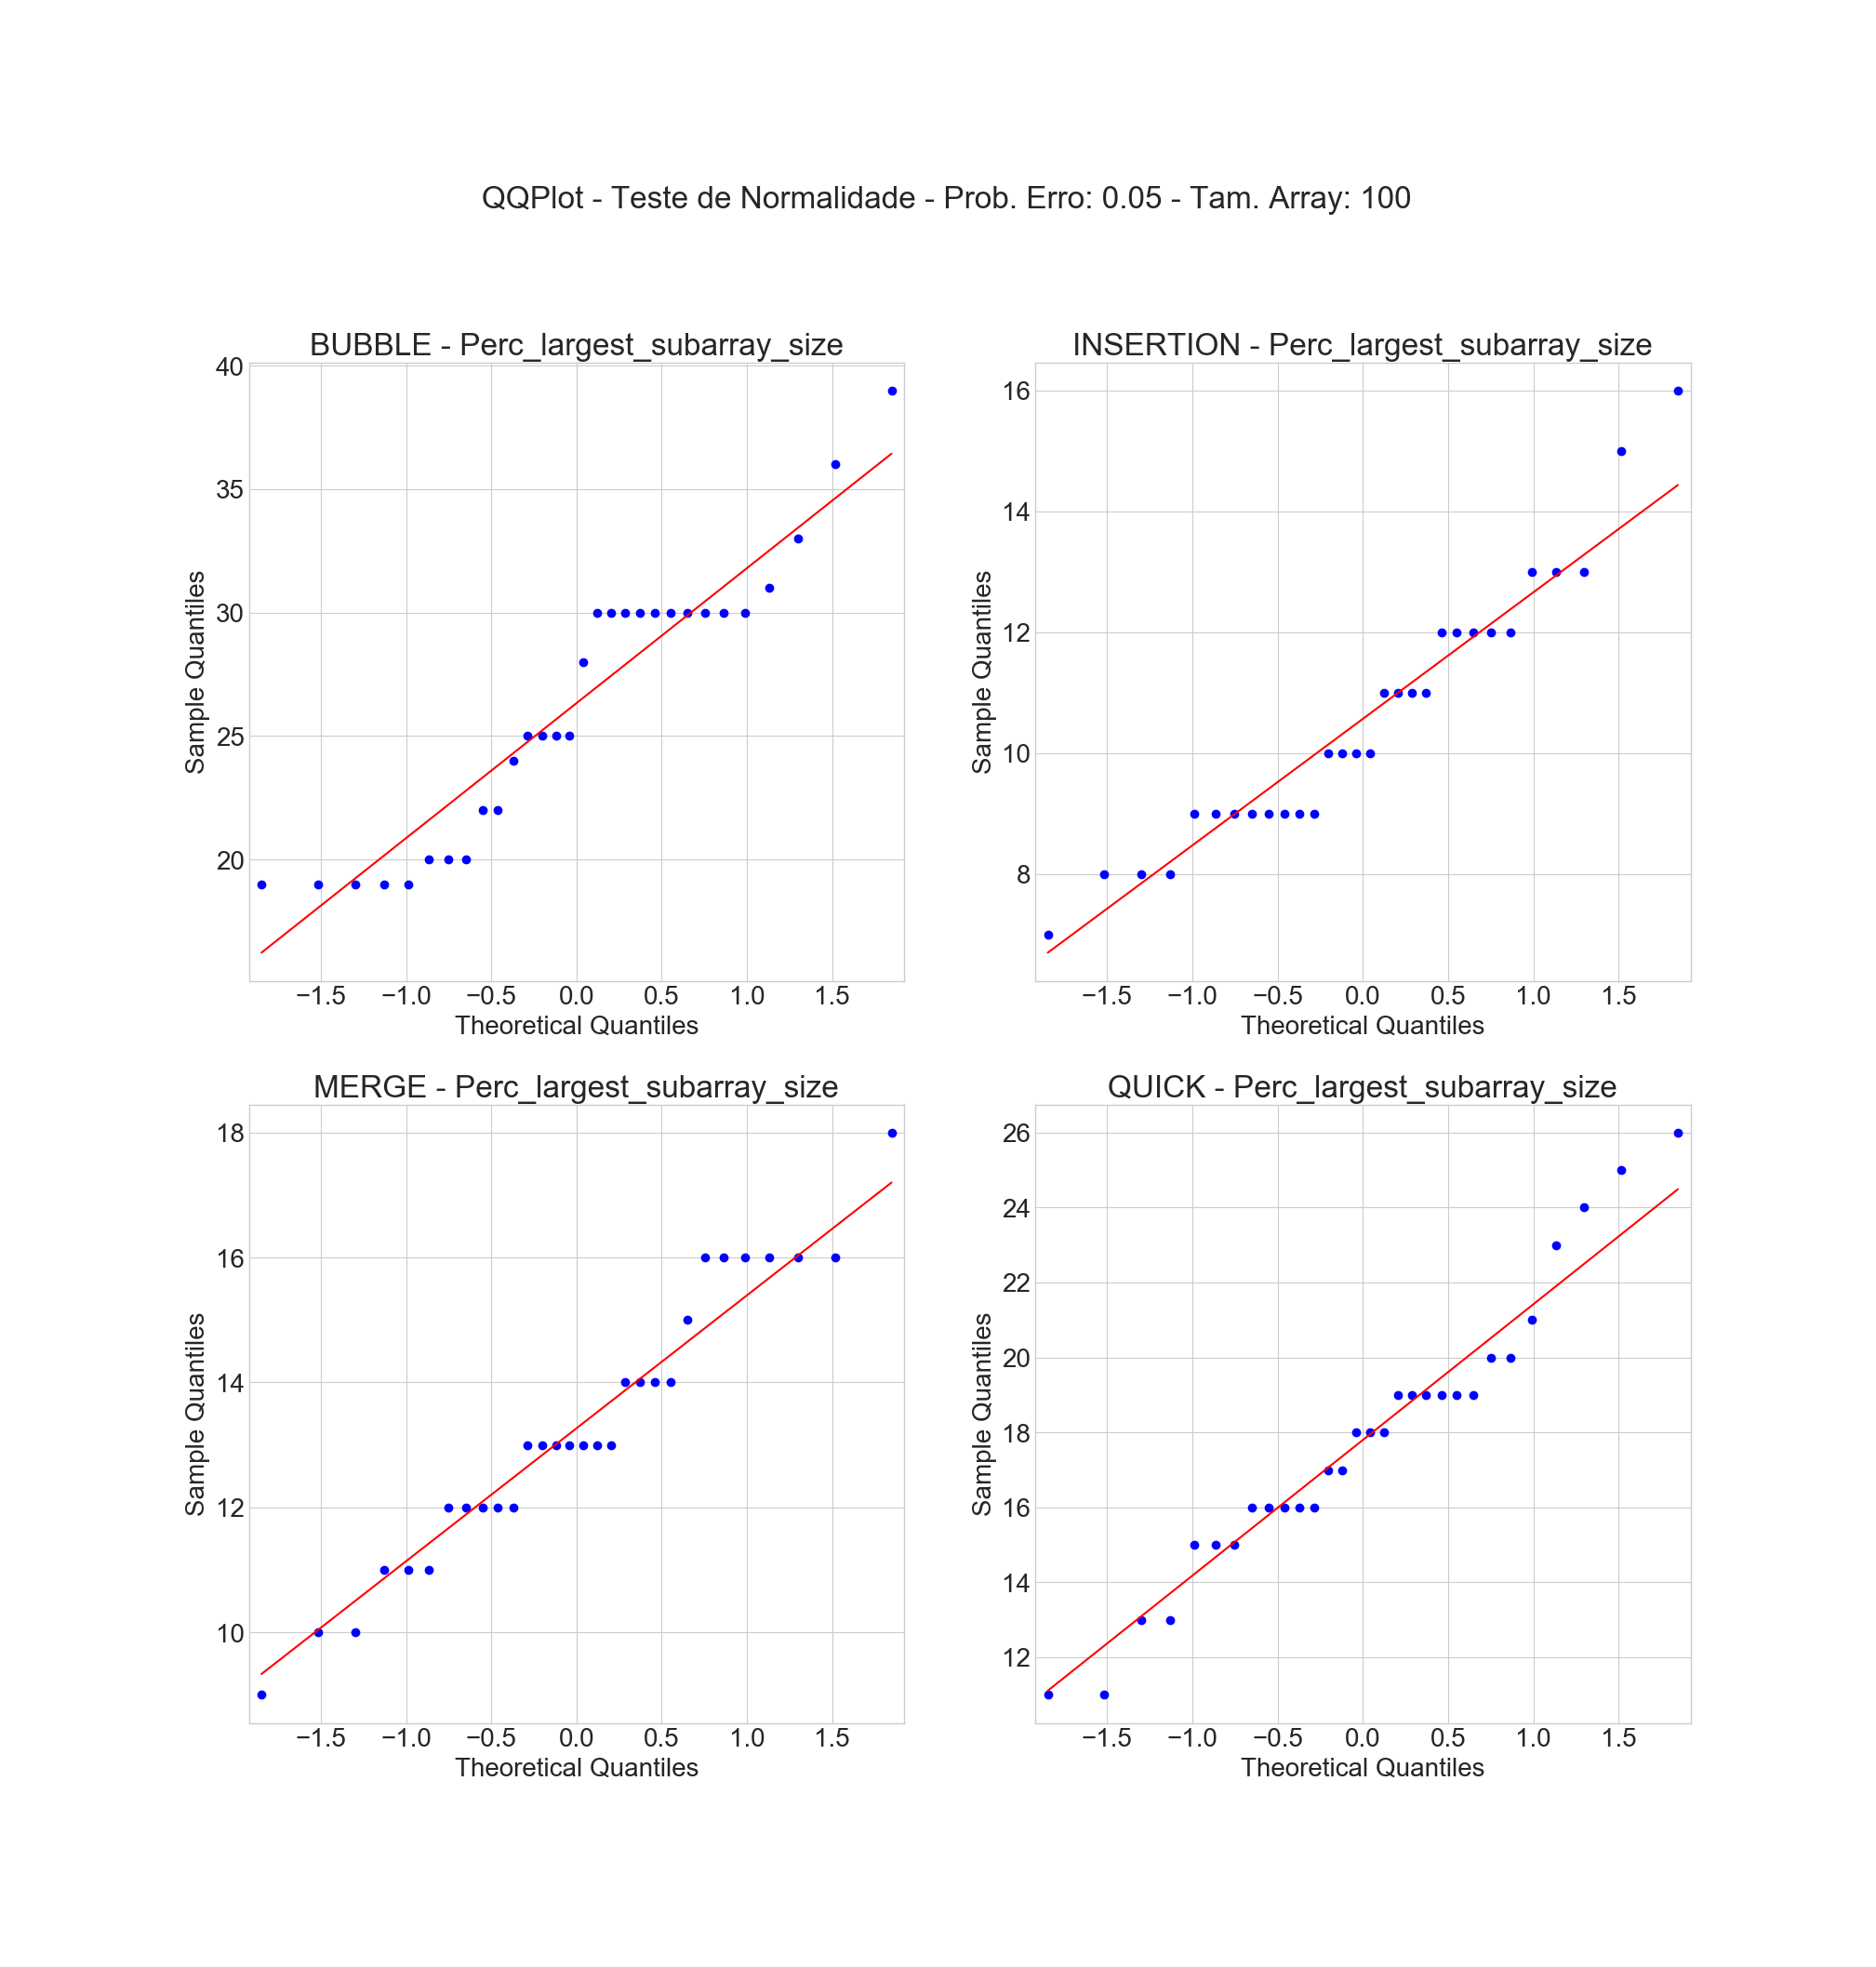 QQPlot - Teste de Normalidade - Prob. Erro: 0.05 - Tam. Array: 100
BUBBLE - Perc_largest_subarray_size
40
35
30
25
20
Sample Quantiles
−1.5 −1.0 −0.5 0.0 0.5 1.0 1.5
Theoretical Quantiles
INSERTION - Perc_largest_subarray_size
16
14
12
10
8
Sample Quantiles
−1.5 −1.0 −0.5 0.0 0.5 1.0 1.5
Theoretical Quantiles
MERGE - Perc_largest_subarray_size
18
16
14
12
10
Sample Quantiles
−1.5 −1.0 −0.5 0.0 0.5 1.0 1.5
Theoretical Quantiles
QUICK - Perc_largest_subarray_size
26
24
22
20
18
16
14
12
Sample Quantiles
−1.5 −1.0 −0.5 0.0 0.5 1.0 1.5
Theoretical Quantiles